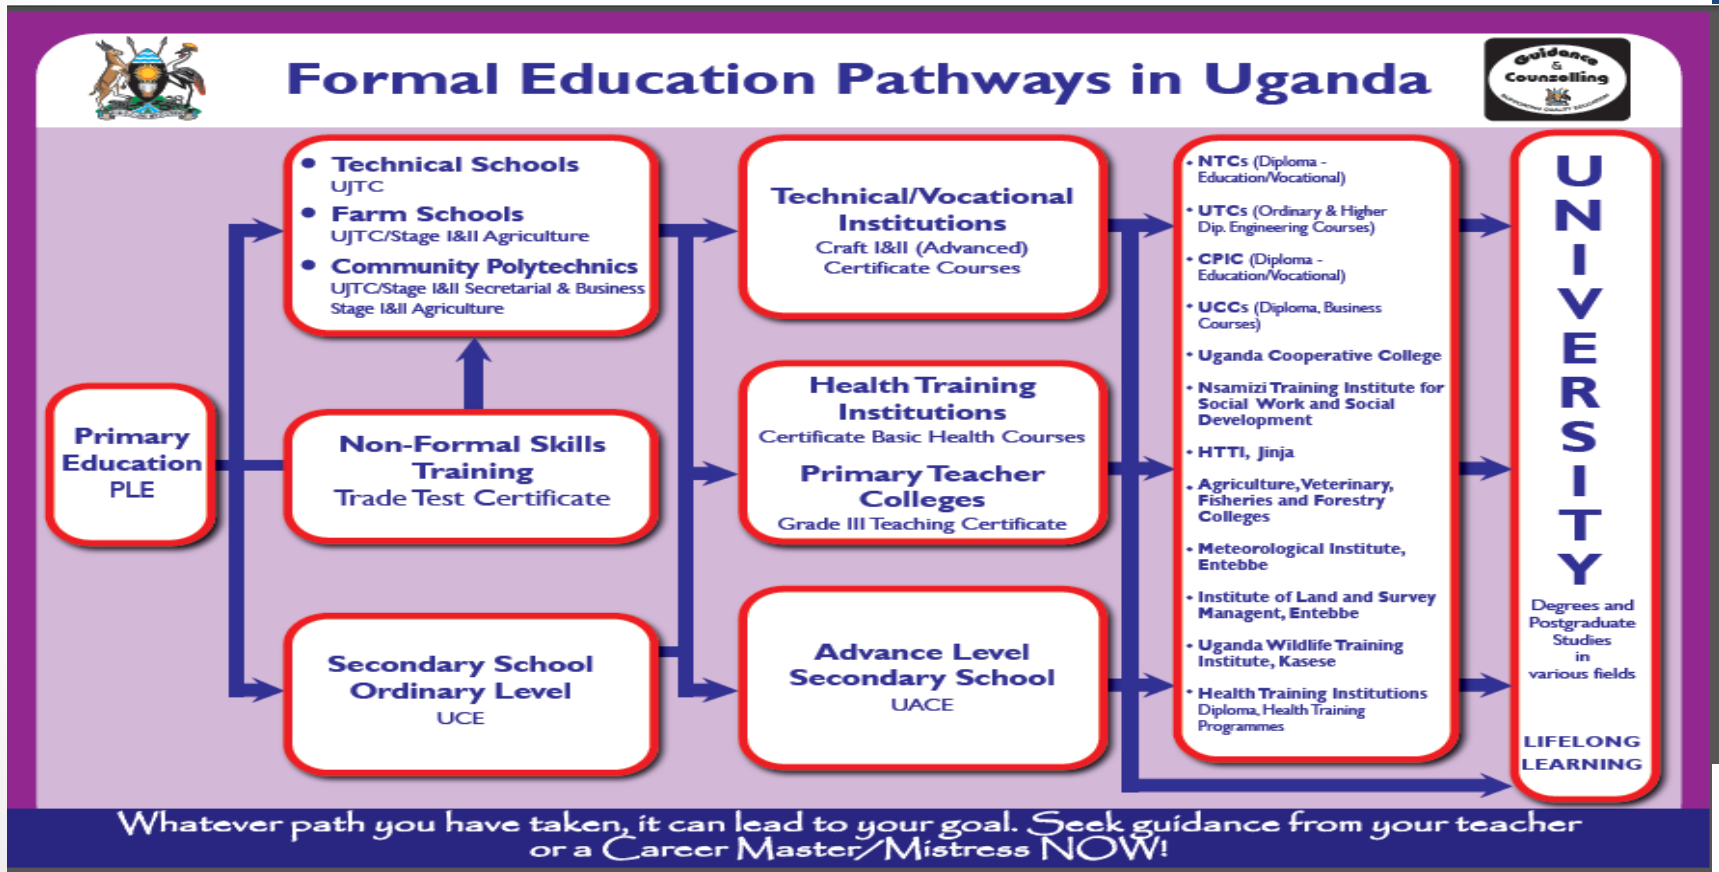 Formal Education Pathways in Uganda
Guidance
&
Counselling
SUPPORTING QUALITY EDUCATION
Primary
Education
PLE
• Technical Schools
UJTC
• Farm Schools
UJTC/Stage I&II Agriculture
• Community Polytechnics
UJTC/Stage I&II Secretarial & Business
Stage I&II Agriculture
Non-Formal Skills
Training
Trade Test Certificate
Secondary School
Ordinary Level
UCE
Technical/Vocational
Institutions
Craft I&II (Advanced)
Certificate Courses
Health Training
Institutions
Certificate Basic Health Courses
Primary Teacher
Colleges
Grade III Teaching Certificate
Advance Level
Secondary School
UACE
• NTCs (Diploma -
Education/Vocational)
• UTCs (Ordinary & Higher
Dip. Engineering Courses)
• CPIC (Diploma -
Education/Vocational)
• UCCs (Diploma, Business
Courses)
• Uganda Cooperative College
• Nsamizi Training Institute for
Social Work and Social
Development
• HTTI, Jinja
• Agriculture, Veterinary,
Fisheries and Forestry
Colleges
• Meteorological Institute,
Entebbe
• Institute of Land and Survey
Managent, Entebbe
• Uganda Wildlife Training
Institute, Kasese
• Health Training Institutions
Diploma, Health Training
Programmes
UNIVERSITY
Degrees and
Postgraduate
Studies
in
various fields
LIFELONG
LEARNING
Whatever path you have taken, it can lead to your goal. Seek guidance from your teacher
or a Career Master/Mistress NOW!